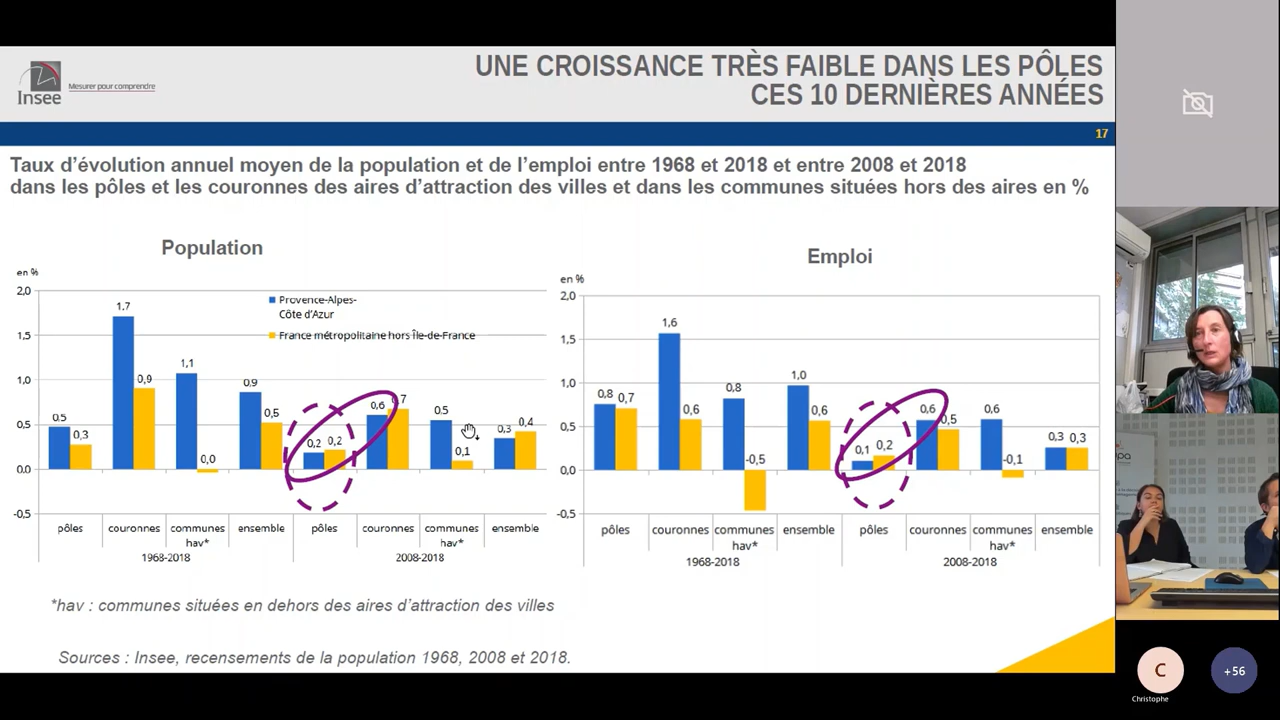 Insee
Mesurer pour comprendre
UNE CROISSANCE TRÈS FAIBLE DANS LES PÔLES
CES 10 DERNIÈRES ANNÉES
17
Taux d'évolution annuel moyen de la population et de l'emploi entre 1968 et 2018 et entre 2008 et 2018
dans les pôles et les couronnes des aires d'attraction des villes et dans les communes situées hors des aires en %
Population
en %
2,0
1,5
1,0
0,5
0,0
-0,5
Provence-Alpes-
Côte d'Azur
France métropolitaine hors Île-de-France
0,5 0,3 1,7 0,9 1,1 0,0 0,9 0,5 0,2 0,2 0,6 0,7 0,5 0,1 0,3 0,4
pôles couronnes communes ensemble pôles couronnes communes ensemble
hav* hav*
1968-2018 2008-2018
Emploi
en %
2,0
1,5
1,0
0,5
0,0
-0,5
0,8 0,7 1,6 0,6 0,8 -0,5 1,0 0,6 0,1 0,2 0,6 0,5 0,6 -0,1 0,3 0,3
pôles couronnes communes ensemble pôles couronnes communes ensemble
hav* hav*
1968-2018 2008-2018
*hav : communes situées en dehors des aires d'attraction des villes
Sources : Insee, recensements de la population 1968, 2008 et 2018.
C
Christophe
+56